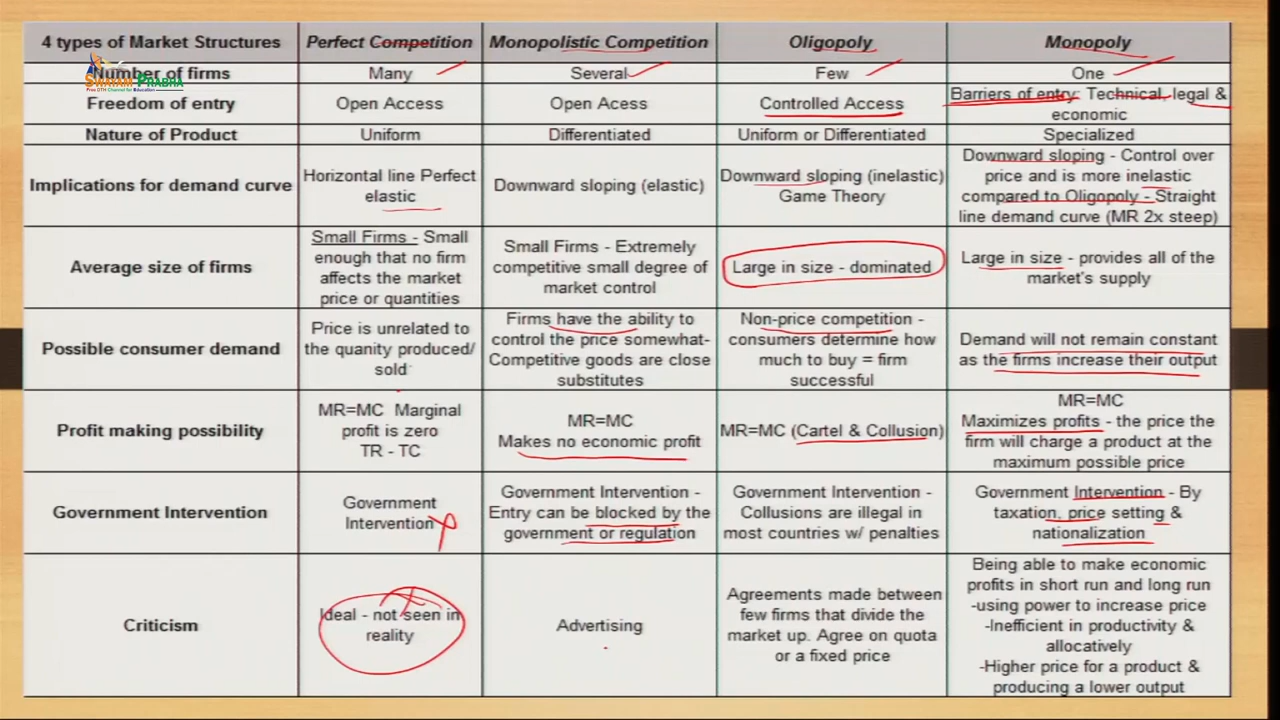 4 types of Market Structures
Perfect Competition
Monopolistic Competition
Oligopoly
Monopoly
Number of firms
SWAYAM PRABHA
Free DTH Channel for Education
Many
Several
Few
One
Freedom of entry
Open Access
Open Acess
Controlled Access
Barriers of entry: Technical, legal &
economic
Nature of Product
Uniform
Differentiated
Uniform or Differentiated
Specialized
Implications for demand curve
Horizontal line Perfect
elastic
Downward sloping (elastic)
Downward sloping (inelastic)
Game Theory
Downward sloping - Control over
price and is more inelastic
compared to Oligopoly - Straight
line demand curve (MR 2x steep)
Average size of firms
Small Firms - Small
enough that no firm
affects the market
price or quantities
Small Firms - Extremely
competitive small degree of
market control
Large in size - dominated
Large in size - provides all of the
market's supply
Possible consumer demand
Price is unrelated to
the quanity produced/
sold
Firms have the ability to
control the price somewhat-
Competitive goods are close
substitutes
Non-price competition -
consumers determine how
much to buy = firm
successful
Demand will not remain constant
as the firms increase their output
Profit making possibility
MR=MC Marginal
profit is zero
TR - TC
MR=MC
Makes no economic profit
MR=MC (Cartel & Collusion)
MR=MC
Maximizes profits - the price the
firm will charge a product at the
maximum possible price
Government Intervention
Government
Intervention
Government Intervention -
Entry can be blocked by the
government or regulation
Government Intervention -
Collusions are illegal in
most countries w/ penalties
Government Intervention - By
taxation, price setting &
nationalization
Criticism
Ideal - not seen in
reality
Advertising
Agreements made between
few firms that divide the
market up. Agree on quota
or a fixed price
Being able to make economic
profits in short run and long run
-using power to increase price
-Inefficient in productivity &
allocatively
-Higher price for a product &
producing a lower output